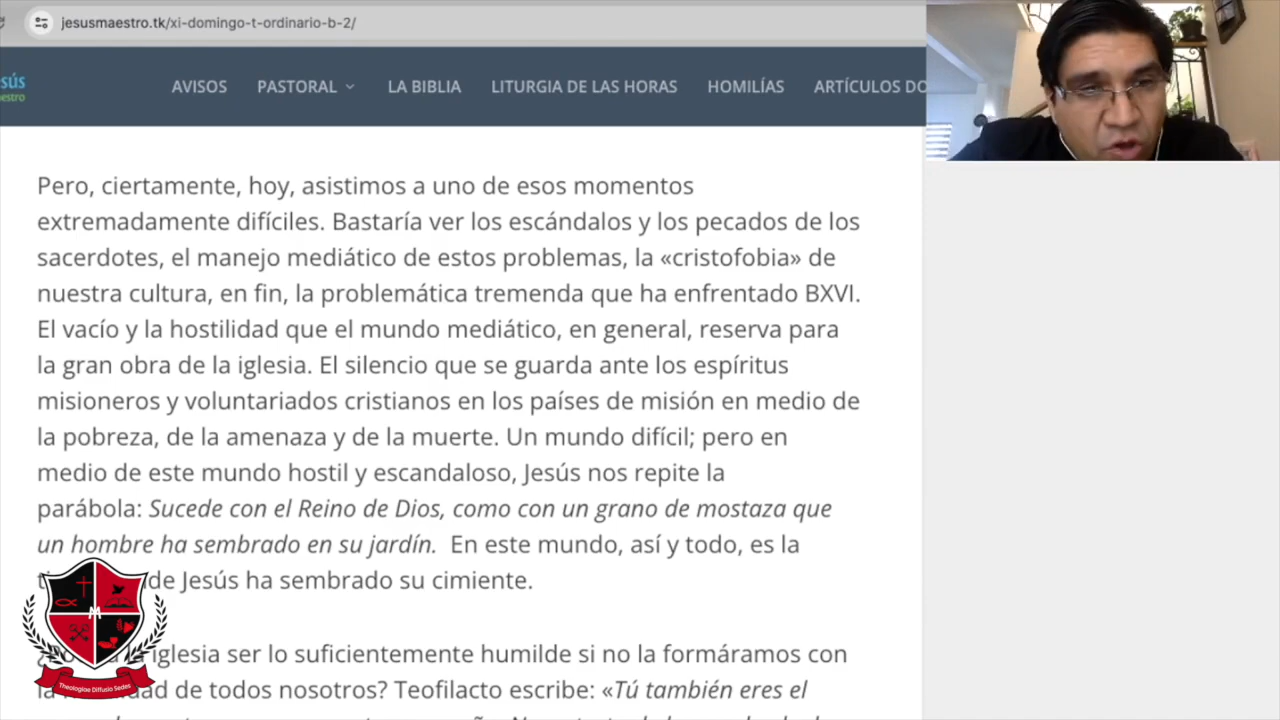 jesusmaestro.tk/xi-domingo-t-ordinario-b-2/
esús
estro
AVISOS PASTORAL LA BIBLIA LITURGIA DE LAS HORAS HOMILÍAS ARTÍCULOS DO
Pero, ciertamente, hoy, asistimos a uno de esos momentos
extremadamente difíciles. Bastaría ver los escándalos y los pecados de los
sacerdotes, el manejo mediático de estos problemas, la «cristofobia» de
nuestra cultura, en fin, la problemática tremenda que ha enfrentado BXVI.
El vacío y la hostilidad que el mundo mediático, en general, reserva para
la gran obra de la iglesia. El silencio que se guarda ante los espíritus
misioneros y voluntariados cristianos en los países de misión en medio de
la pobreza, de la amenaza y de la muerte. Un mundo difícil; pero en
medio de este mundo hostil y escandaloso, Jesús nos repite la
parábola: Sucede con el Reino de Dios, como con un grano de mostaza que
un hombre ha sembrado en su jardín. En este mundo, así y todo, es la
de Jesús ha sembrado su cimiente.
iglesia ser lo suficientemente humilde si no la formáramos con
de todos nosotros? Teofilacto escribe: «Tú también eres el
M
Theologiae Diffusio Sedes